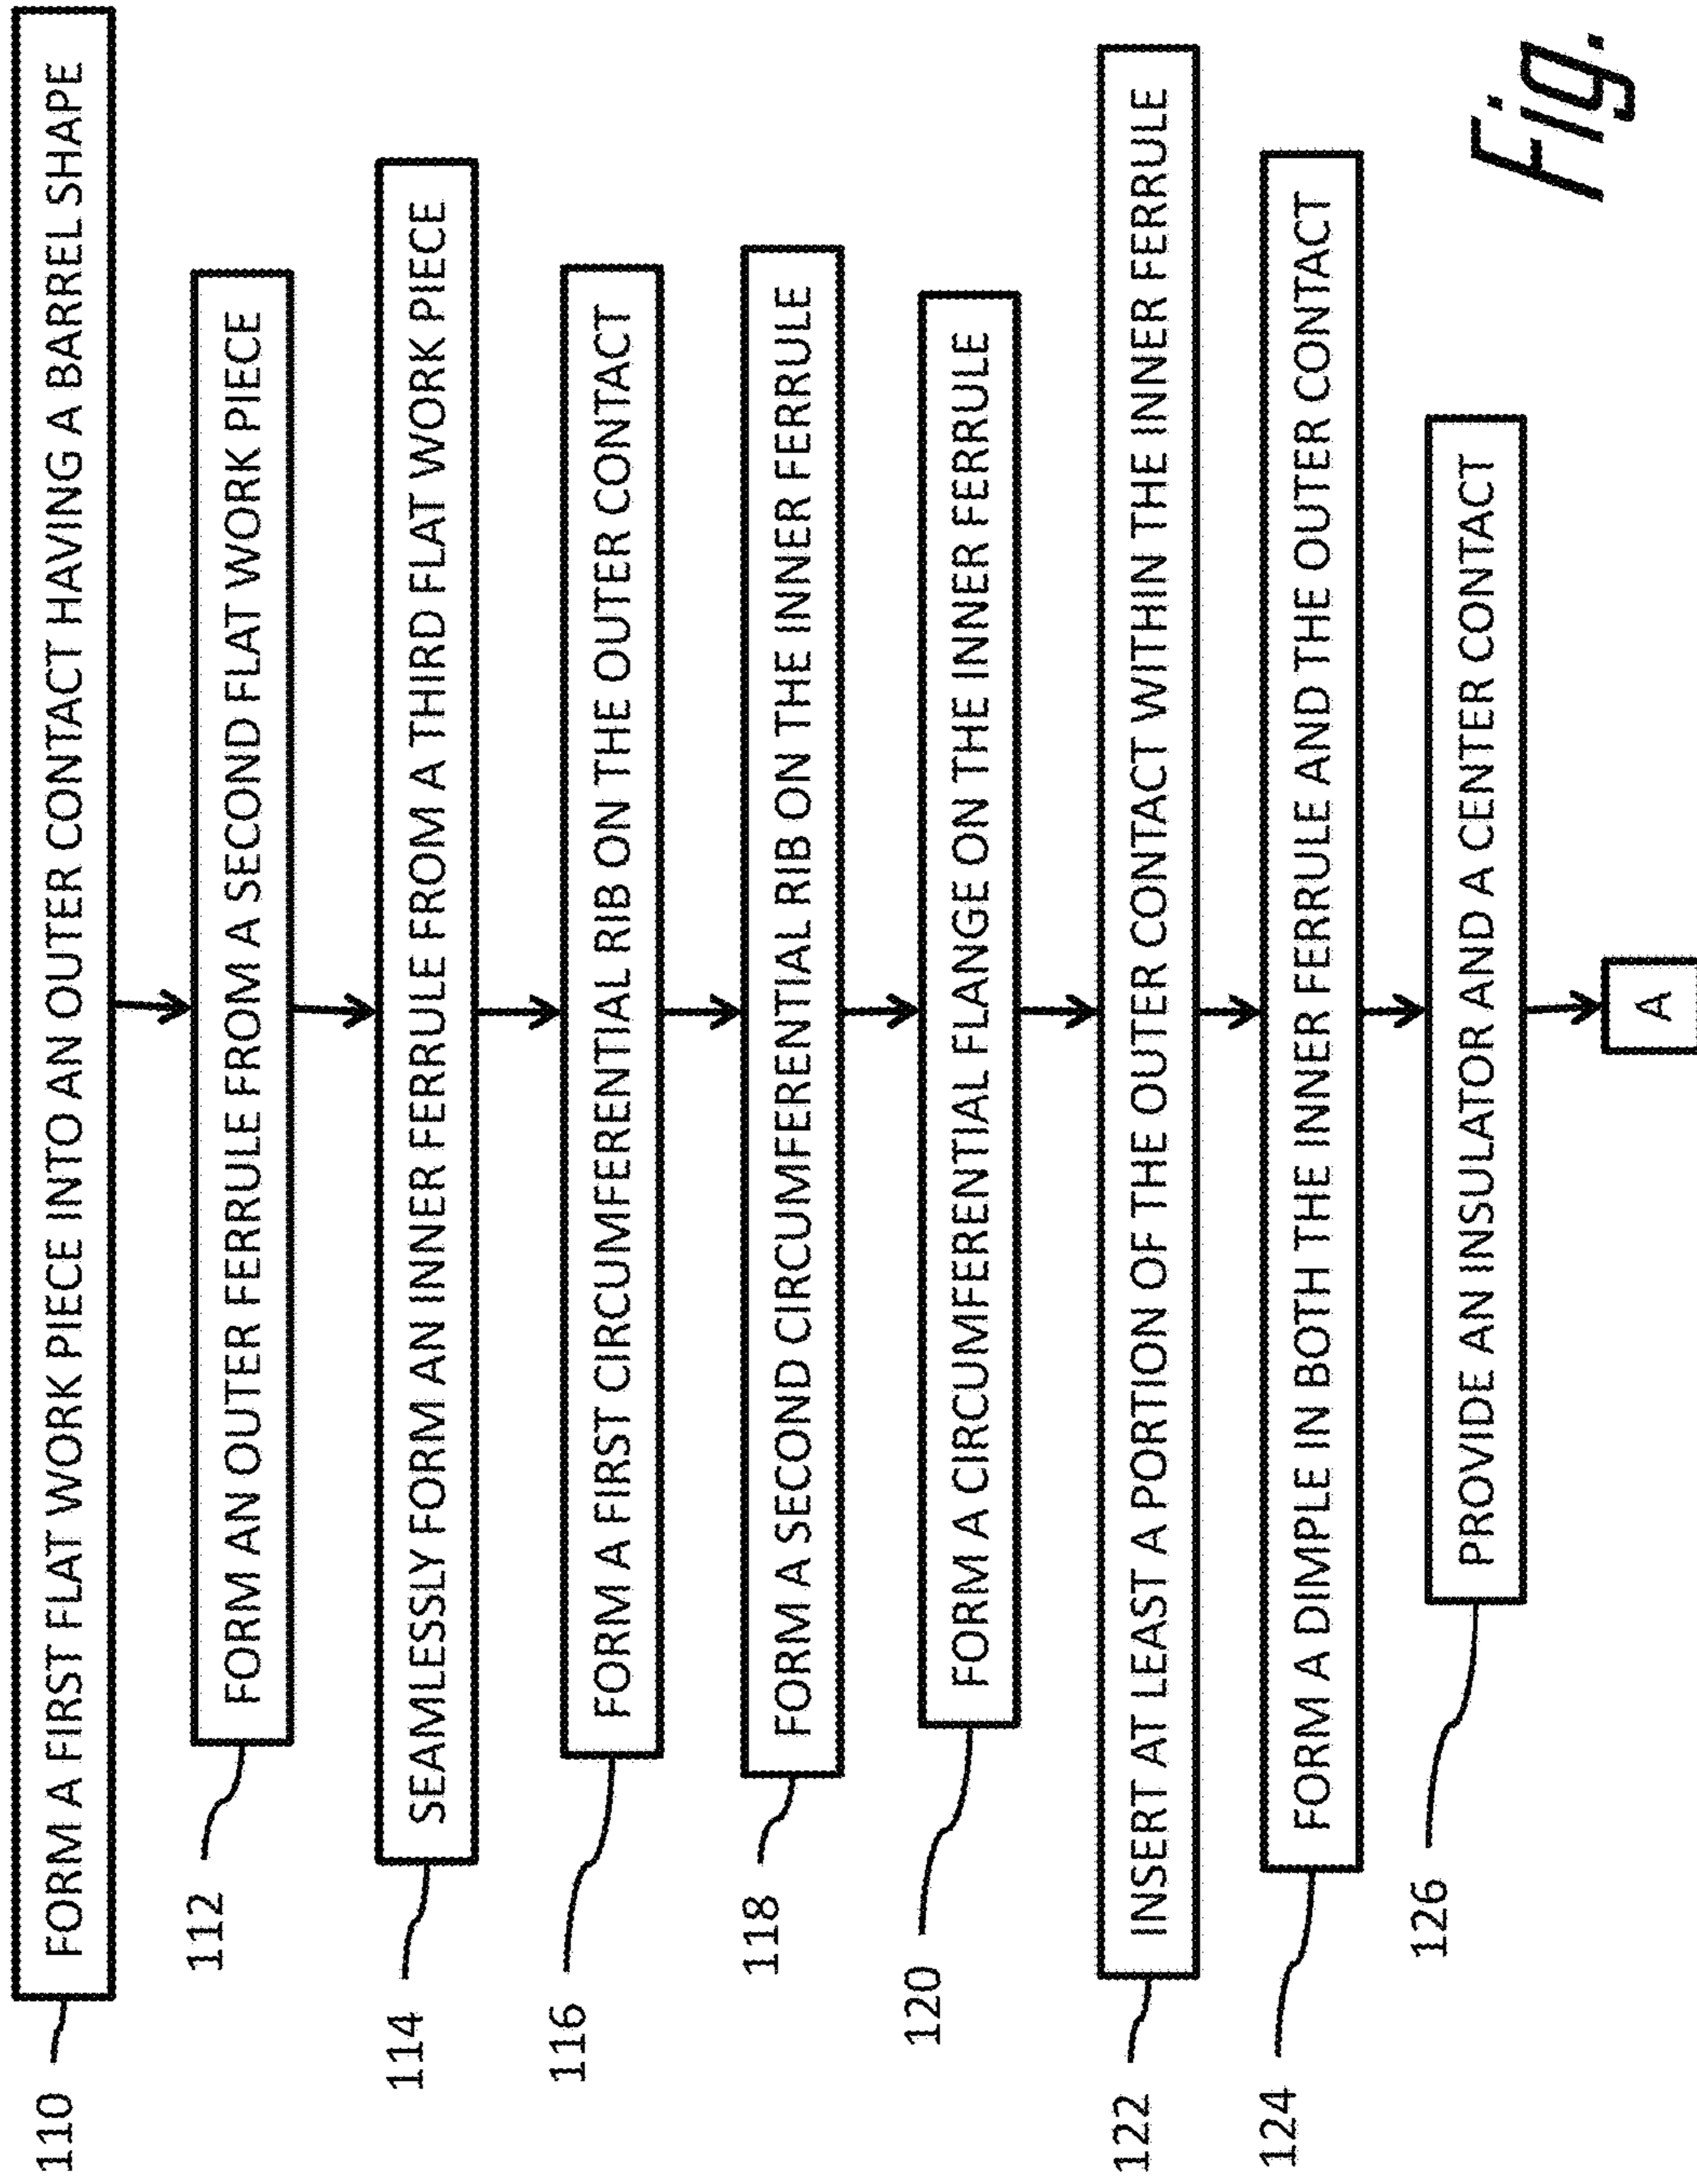 110
FORM A FIRST FLAT WORK PIECE INTO AN OUTER CONTACT HAVING A BARREL SHAPE
112
FORM AN OUTER FERRULE FROM A SECOND FLAT WORK PIECE
114
SEAMLESSLY FORM AN INNER FERRULE FROM A THIRD FLAT WORK PIECE
116
FORM A FIRST CIRCUMFERENTIAL RIB ON THE OUTER CONTACT
118
FORM A SECOND CIRCUMFERENTIAL RIB ON THE INNER FERRULE
120
FORM A CIRCUMFERENTIAL FLANGE ON THE INNER FERRULE
122
INSERT AT LEAST A PORTION OF THE OUTER CONTACT WITHIN THE INNER FERRULE
124
FORM A DIMPLE IN BOTH THE INNER FERRULE AND THE OUTER CONTACT
126
PROVIDE AN INSULATOR AND A CENTER CONTACT
A
Fig.